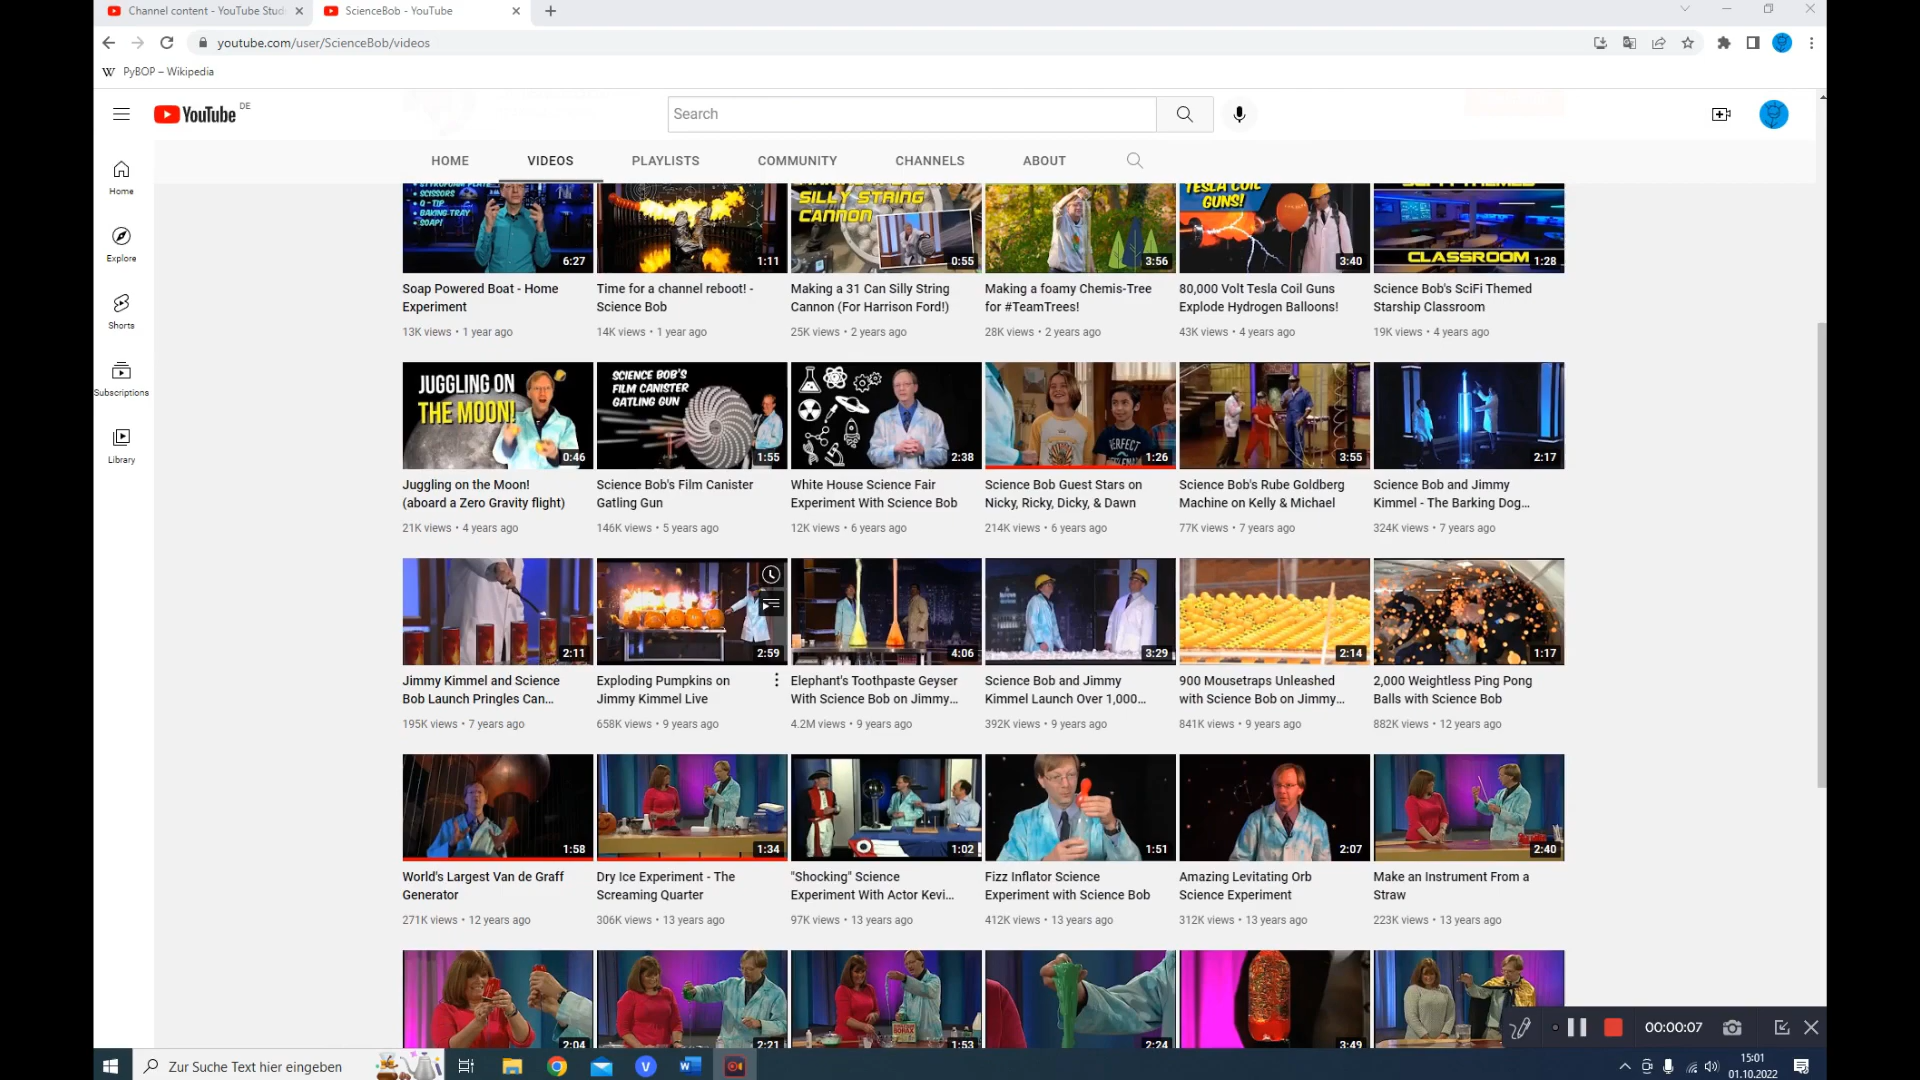 Channel content - YouTube Stud
ScienceBob - YouTube
youtube.com/user/ScienceBob/videos
W PyBOP – Wikipedia
YouTube DE
Search
HOME VIDEOS PLAYLISTS COMMUNITY CHANNELS ABOUT
Home
Explore
Shorts
Subscriptions
Library
SCISSORS
Q-TIP
BAKING TRAY
SOAP!
6:27
1:11
SILLY STRING
CANNON
0:55
3:56
TESLA COIL
GUNS!
3:40
CLASSROOM 1:28
Soap Powered Boat - Home
Experiment
13K views • 1 year ago
Time for a channel reboot! -
Science Bob
14K views • 1 year ago
Making a 31 Can Silly String
Cannon (For Harrison Ford!)
25K views • 2 years ago
Making a foamy Chemis-Tree
for #TeamTrees!
28K views • 2 years ago
80,000 Volt Tesla Coil Guns
Explode Hydrogen Balloons!
43K views • 4 years ago
Science Bob's SciFi Themed
Starship Classroom
19K views • 4 years ago
JUGGLING ON
THE MOON!
0:46
SCIENCE BOB'S
FILM CANISTER
GATLING GUN
1:55
2:38
PERFECT
1:26
3:55
2:17
Juggling on the Moon!
(aboard a Zero Gravity flight)
21K views • 4 years ago
Science Bob's Film Canister
Gatling Gun
146K views • 5 years ago
White House Science Fair
Experiment With Science Bob
12K views • 6 years ago
Science Bob Guest Stars on
Nicky, Ricky, Dicky, & Dawn
214K views • 6 years ago
Science Bob's Rube Goldberg
Machine on Kelly & Michael
77K views • 7 years ago
Science Bob and Jimmy
Kimmel - The Barking Dog...
324K views • 7 years ago
2:11
2:59
4:06
3:29
2:14
1:17
Jimmy Kimmel and Science
Bob Launch Pringles Can...
195K views • 7 years ago
Exploding Pumpkins on
Jimmy Kimmel Live
658K views • 9 years ago
Elephant's Toothpaste Geyser
With Science Bob on Jimmy...
4.2M views • 9 years ago
Science Bob and Jimmy
Kimmel Launch Over 1,000...
392K views • 9 years ago
900 Mousetraps Unleashed
with Science Bob on Jimmy...
841K views • 9 years ago
2,000 Weightless Ping Pong
Balls with Science Bob
882K views • 12 years ago
1:58
1:34
1:02
1:51
2:07
2:40
World's Largest Van de Graff
Generator
271K views • 12 years ago
Dry Ice Experiment - The
Screaming Quarter
306K views • 13 years ago
"Shocking" Science
Experiment With Actor Kevi...
97K views • 13 years ago
Fizz Inflator Science
Experiment with Science Bob
412K views • 13 years ago
Amazing Levitating Orb
Science Experiment
312K views • 13 years ago
Make an Instrument From a
Straw
223K views • 13 years ago
2:04
2:21
BORAX
1:53
2:24
3:49
00:00:07
Zur Suche Text hier eingeben
15:01
01.10.2022